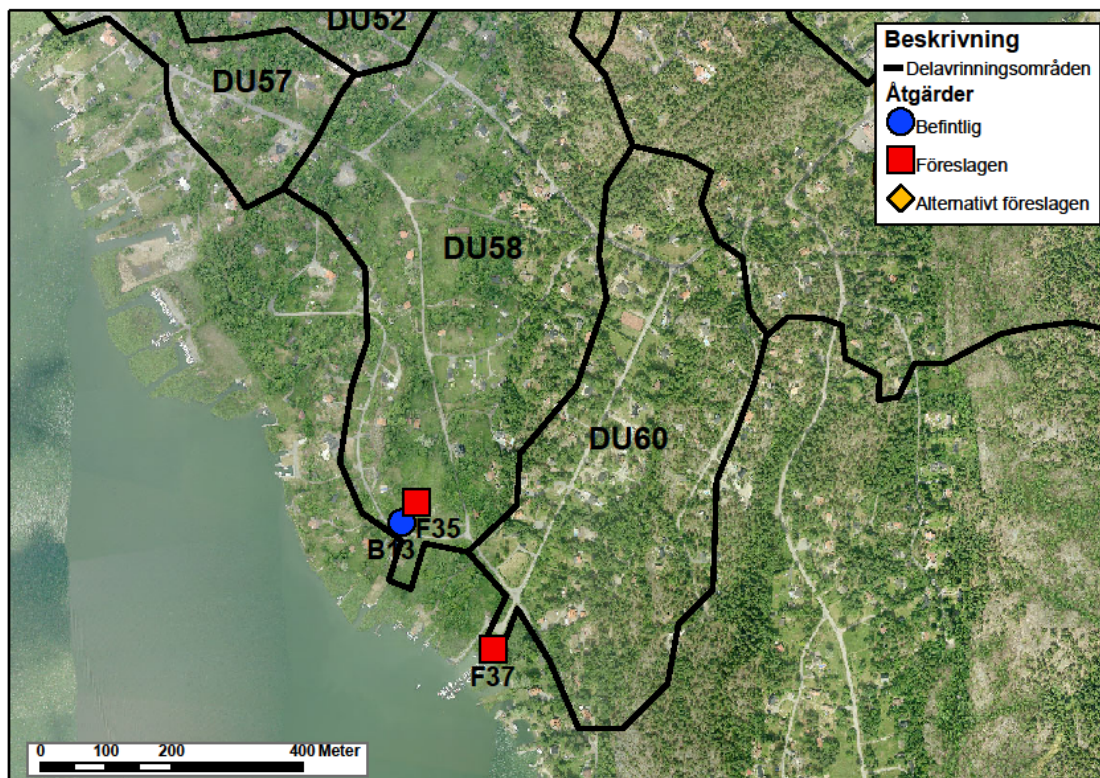 DU52
DU57
DU58
DU60
F35
B13
F37
Beskrivning
Delavrinningsområden
Åtgärder
Befintlig
Föreslagen
Alternativt föreslagen
0 100 200 400 Meter